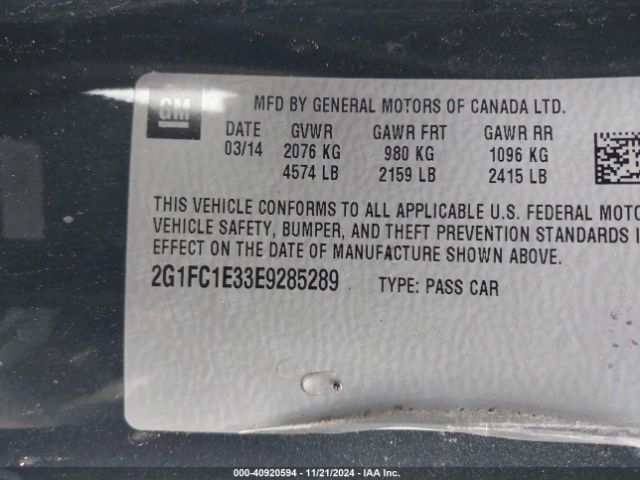 GM
MFD BY GENERAL MOTORS OF CANADA LTD.
DATE GVWR GAWR FRT GAWR RR
03/14 2076 KG 980 KG 1096 KG
4574 LB 2159 LB 2415 LB
THIS VEHICLE CONFORMS TO ALL APPLICABLE U.S. FEDERAL MOTO
VEHICLE SAFETY, BUMPER, AND THEFT PREVENTION STANDARDS I
EFFECT ON THE DATE OF MANUFACTURE SHOWN ABOVE.
2G1FC1E33E9285289 TYPE: PASS CAR
000-40920594 - 11/21/2024 - IAA Inc.